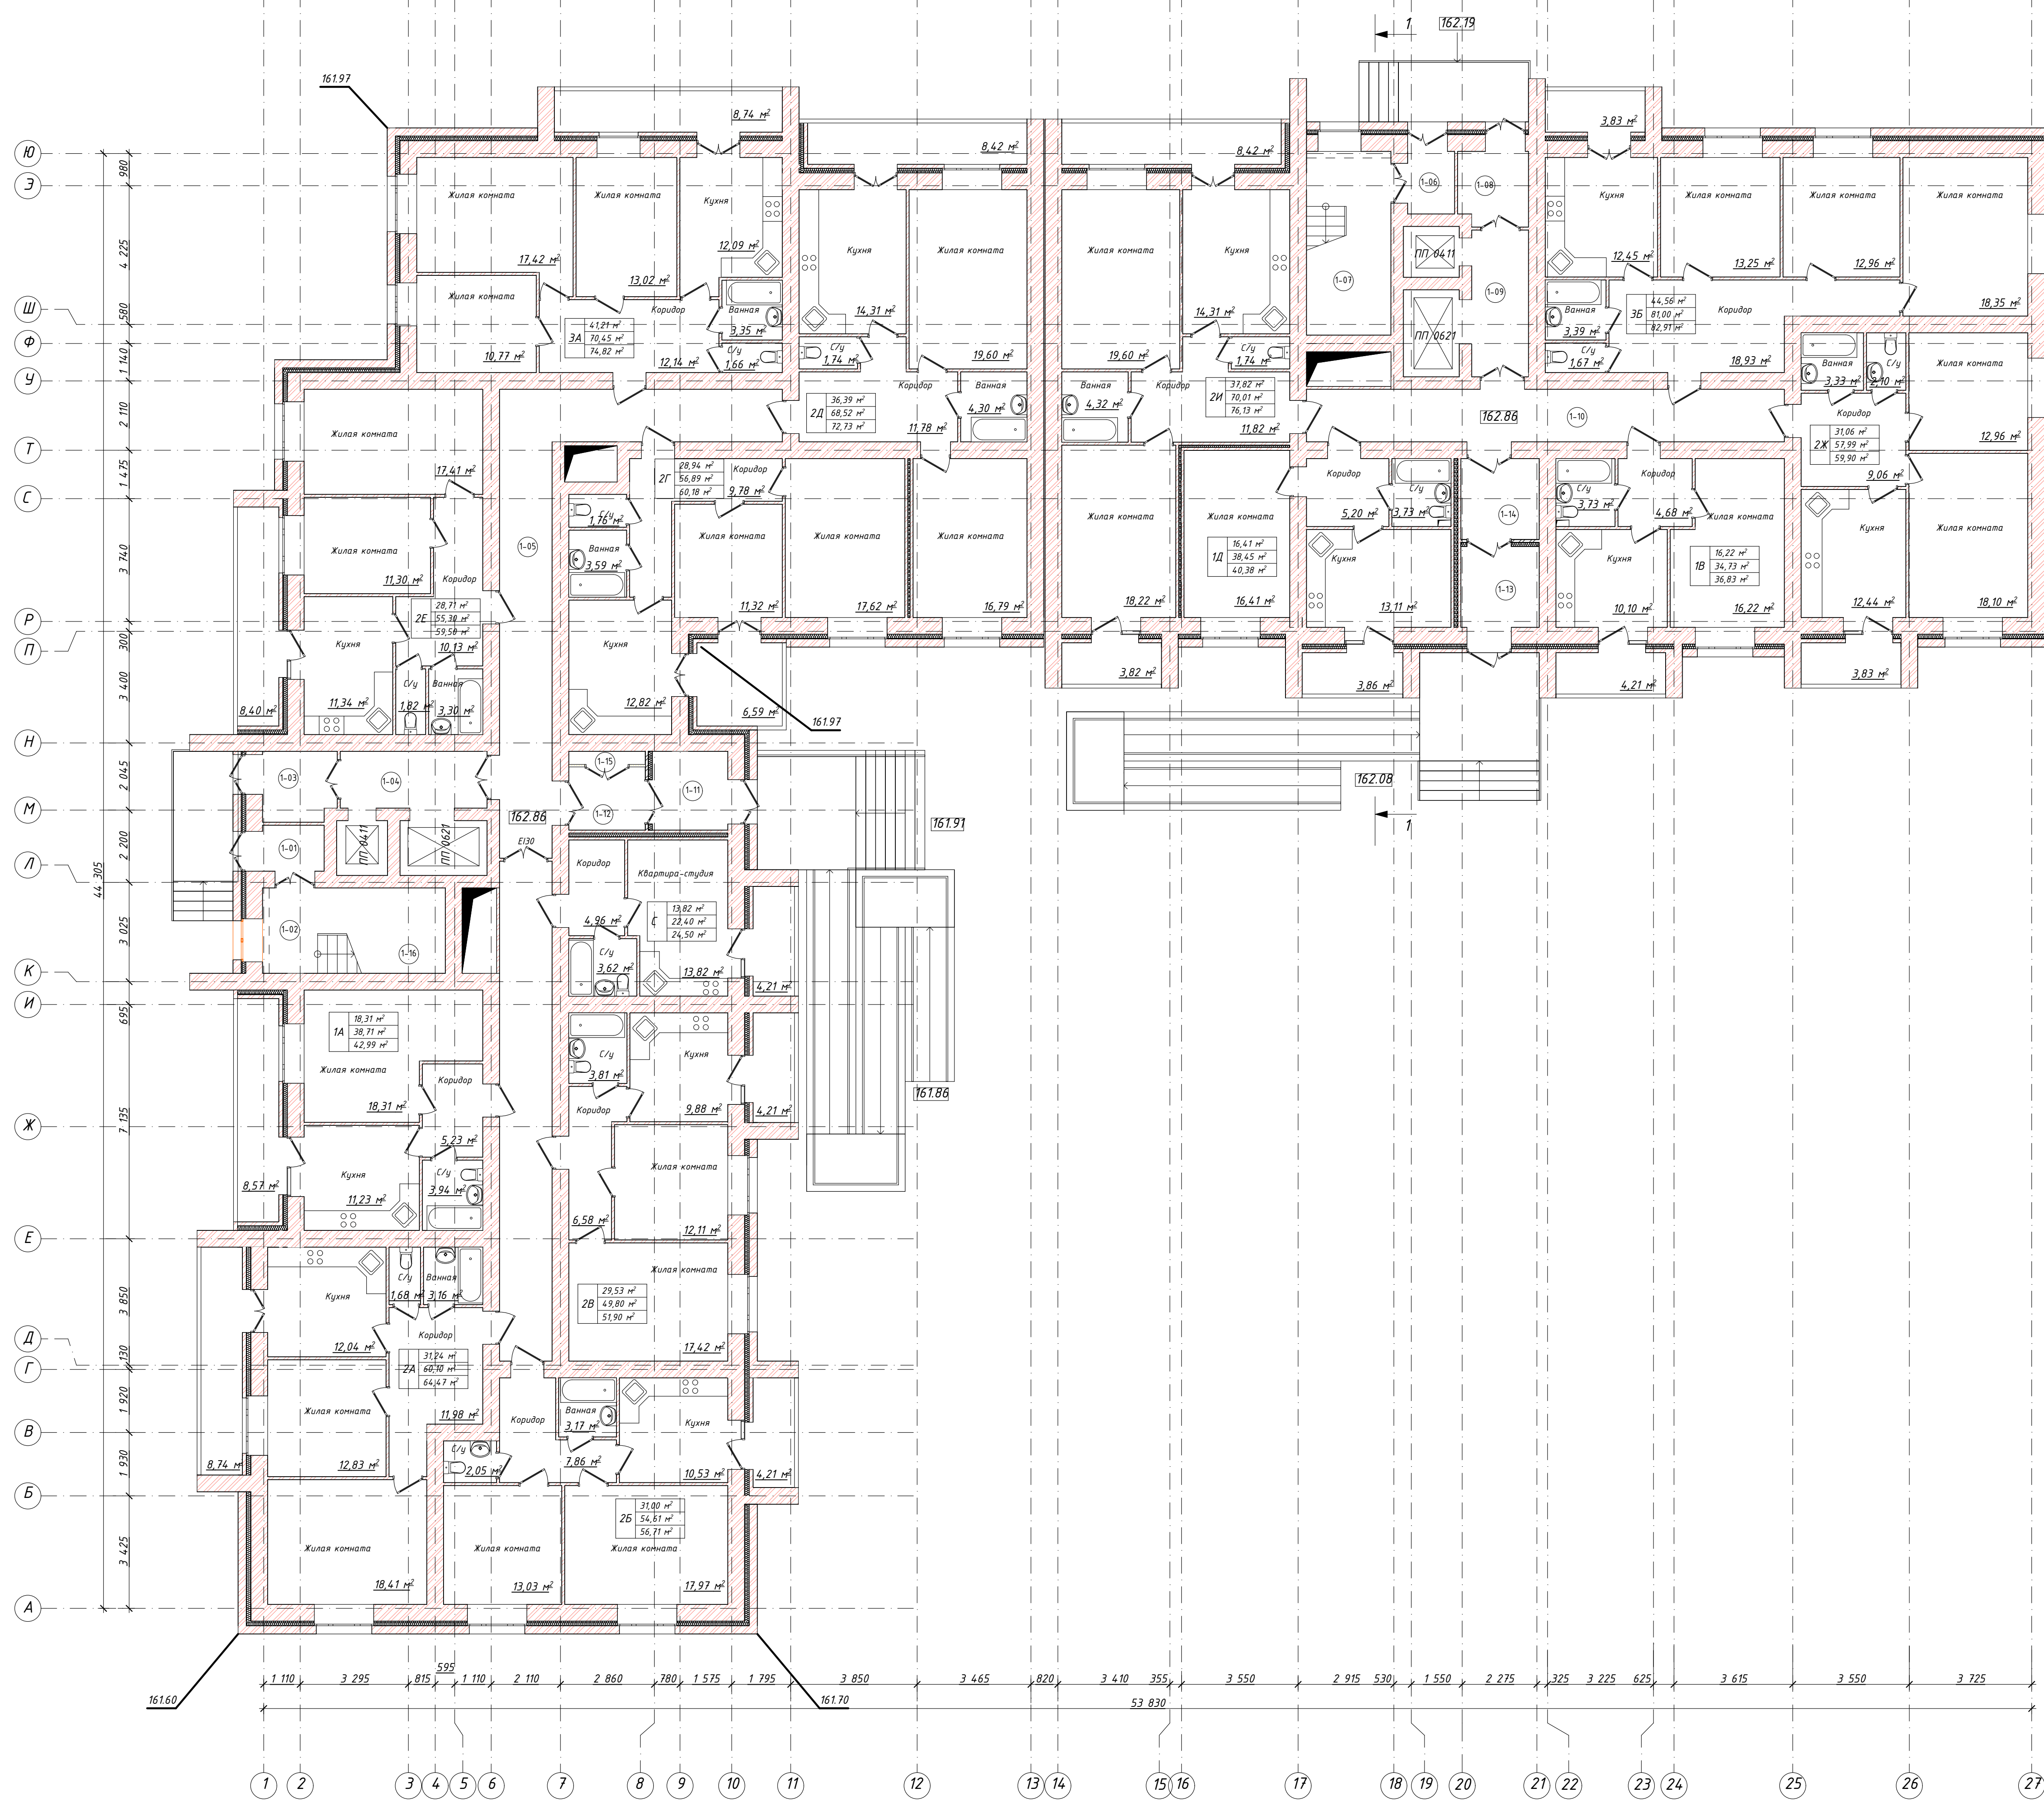 1
162.19
161.97
8,74 м²
3,83 м²
8,42 м²
8,42 м²
Ю
980
Э
1-06
1-08
Жилая комната
Жилая комната
Кухня
Кухня
Жилая комната
Жилая комната
Жилая комната
4 225
Кухня
Жилая комната
Жилая комната
Кухня
12,09 м²
17,42 м²
13,02 м²
ПП 0411
12,45 м²
13,25 м²
12,96 м²
1-07
1-09
18,35 м²
Ш
580
Жилая комната
Коридор
Ванная
3,35 м²
14,31 м²
14,31 м²
ПП 0621
Ванная
3,39 м²
3Б
44,56 м²
81,00 м²
82,91 м²
Коридор
3А
41,21 м²
70,45 м²
74,82 м²
Ф
1 140
10,77 м²
12,14 м²
С/у
1,66 м²
С/у
1,74 м²
19,60 м²
19,60 м²
С/у
1,74 м²
С/у
1,67 м²
18,93 м²
Ванная
3,33 м²
С/у
2,10 м²
Жилая комната
У
2 110
2Д
36,39 м²
68,52 м²
72,73 м²
Коридор
Ванная
4,30 м²
Ванная
4,32 м²
Коридор
2И
37,82 м²
70,01 м²
76,13 м²
162.86
1-10
Коридор
11,78 м²
11,82 м²
2Ж
31,06 м²
57,99 м²
59,90 м²
12,96 м²
Жилая комната
Т
1 475
17,41 м²
2Г
28,94 м²
56,89 м²
60,18 м²
Коридор
9,78 м²
Коридор
С/у
Коридор
9,06 м²
С
3 740
С/у
1,76 м²
5,20 м²
3,73 м²
1-14
3,73 м²
4,68 м²
Жилая комната
Жилая комната
Жилая комната
Жилая комната
Жилая комната
Жилая комната
Жилая комната
Кухня
Жилая комната
1-05
Ванная
3,59 м²
1Д
16,41 м²
38,45 м²
40,38 м²
Кухня
Кухня
1В
16,22 м²
34,73 м²
36,83 м²
11,30 м²
Коридор
1-13
2Е
28,71 м²
55,30 м²
59,50 м²
11,32 м²
17,62 м²
16,79 м²
18,22 м²
16,41 м²
13,11 м²
10,10 м²
16,22 м²
12,44 м²
18,10 м²
Р
300
П
Кухня
10,13 м²
Кухня
3 400
С/у
Ванная
3,82 м²
3,86 м²
4,21 м²
3,83 м²
8,40 м²
11,34 м²
1,82 м²
3,30 м²
12,82 м²
6,59 м²
161.97
Н
2 045
1-03
1-04
1-15
1-11
162.08
М
162.86
1-12
161.91
1
2 200
1-01
ПП 0411
ПП 0621
EI30
Л
44 305
Коридор
Квартира-студия
3 025
1-02
1-16
4,96 м²
С
13,82 м²
22,40 м²
24,50 м²
С/у
3,62 м²
13,82 м²
4,21 м²
К
И
695
1А
18,31 м²
38,71 м²
42,99 м²
С/у
Кухня
Жилая комната
Коридор
3,81 м²
161.86
7 135
18,31 м²
Коридор
9,88 м²
4,21 м²
Ж
5,23 м²
Кухня
С/у
Жилая комната
8,57 м²
11,23 м²
3,94 м²
6,58 м²
12,11 м²
Е
С/у
Ванная
Жилая комната
3 850
Кухня
1,68 м²
3,16 м²
2В
29,53 м²
49,80 м²
51,90 м²
Д
130
12,04 м²
Коридор
17,42 м²
Г
2А
31,24 м²
60,10 м²
64,47 м²
1 920
Жилая комната
11,98 м²
Коридор
Ванная
3,17 м²
Кухня
В
1 930
С/у
8,74 м²
12,83 м²
2,05 м²
7,86 м²
10,53 м²
4,21 м²
Б
2Б
31,00 м²
54,61 м²
56,71 м²
3 425
Жилая комната
Жилая комната
Жилая комната
18,41 м²
13,03 м²
17,97 м²
А
1 110
3 295
815
595
1 110
2 110
2 860
780
1 575
1 795
3 850
3 465
820
3 410
355
3 550
2 915
530
1 550
2 275
325
3 225
625
3 615
3 550
3 725
161.60
161.70
53 830
1
2
3
4
5
6
7
8
9
10
11
12
13
14
15
16
17
18
19
20
21
22
23
24
25
26
27